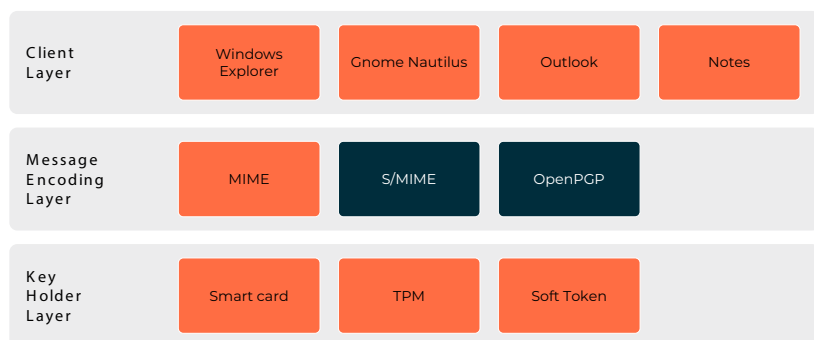 Client
Layer
Windows
Explorer
Gnome Nautilus
Outlook
Notes
Message
Encoding
Layer
MIME
S/MIME
OpenPGP
Key
Holder
Layer
Smart card
TPM
Soft Token